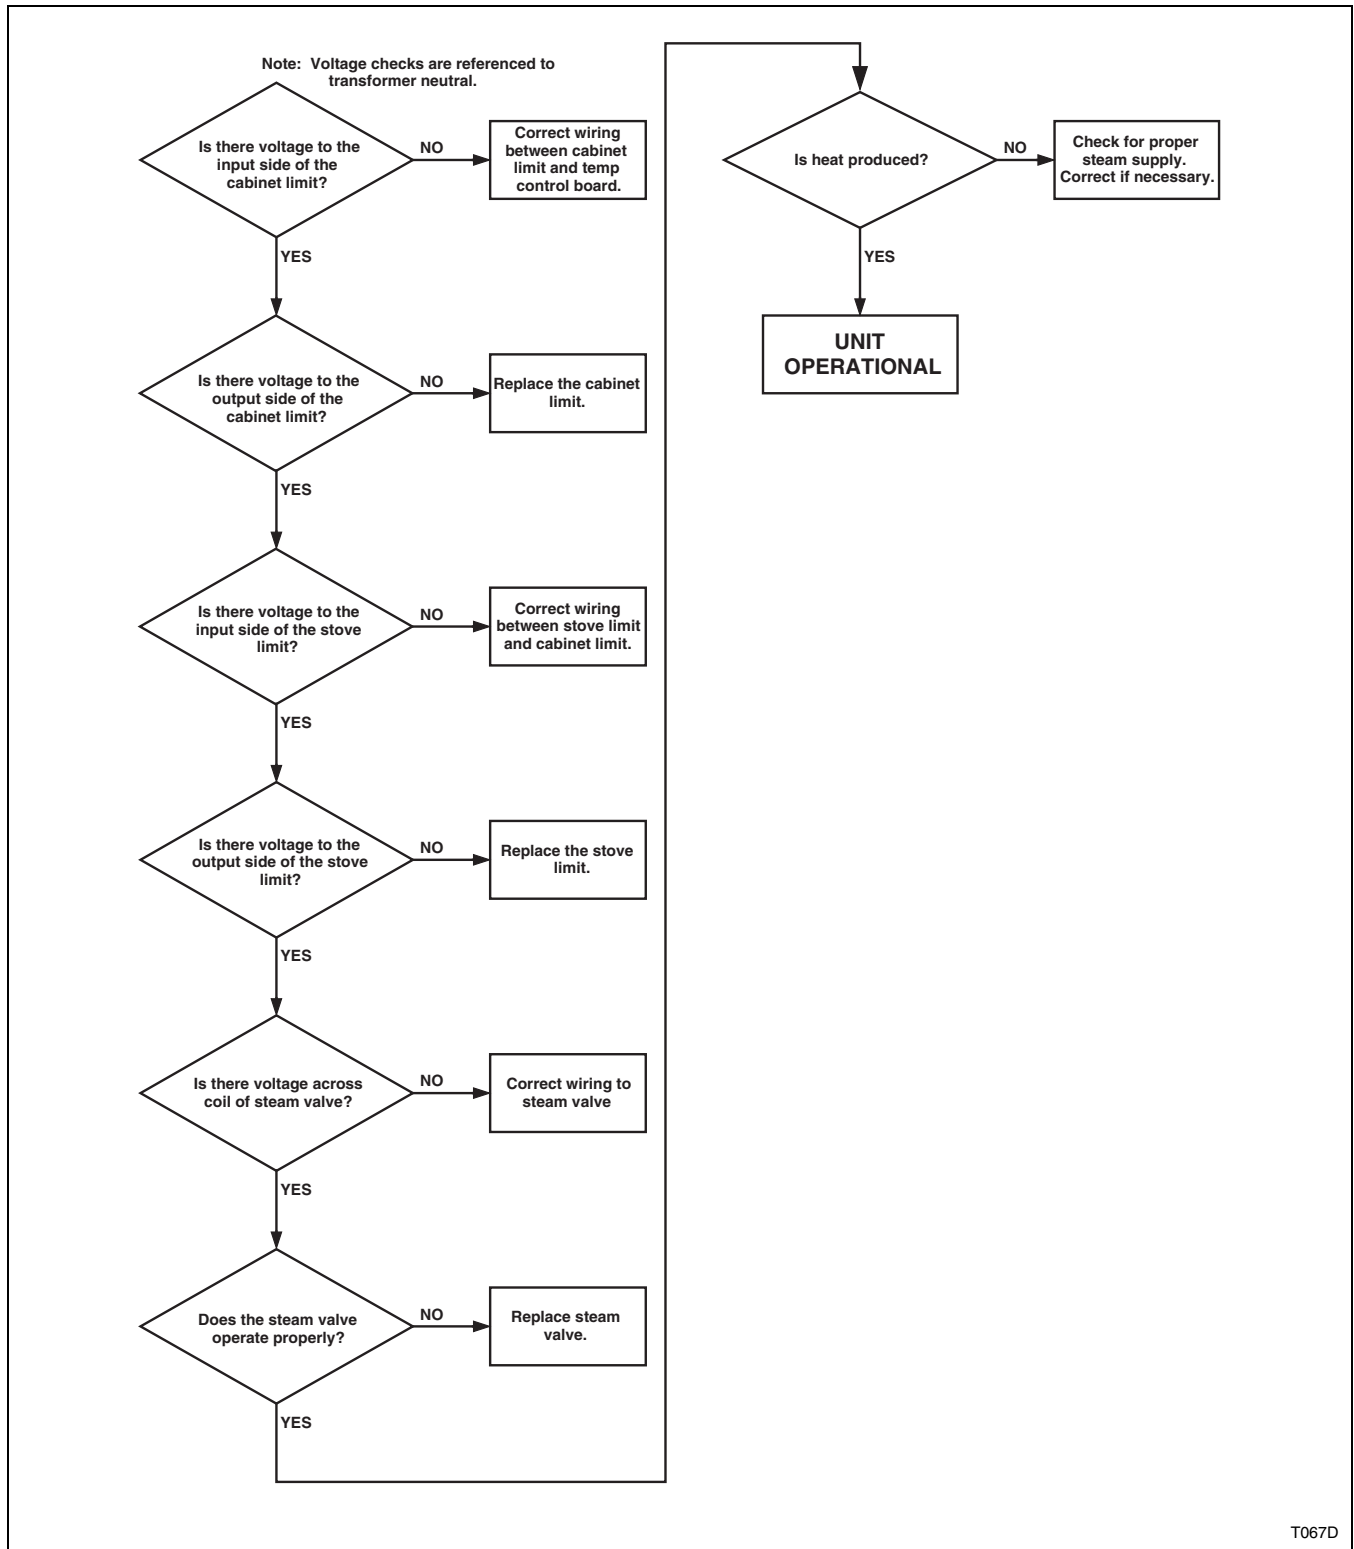 Note: Voltage checks are referenced to
transformer neutral.
Is there voltage to the
input side of the
cabinet limit?
NO
Correct wiring
between cabinet
limit and temp
control board.
YES
Is there voltage to the
output side of the
cabinet limit?
NO
Replace the cabinet
limit.
YES
Is there voltage to the
input side of the stove
limit?
NO
Correct wiring
between stove limit
and cabinet limit.
YES
Is there voltage to the
output side of the stove
limit?
NO
Replace the stove
limit.
YES
Is there voltage across
coil of steam valve?
NO
Correct wiring to
steam valve
YES
Does the steam valve
operate properly?
NO
Replace steam
valve.
YES
Is heat produced?
NO
Check for proper
steam supply.
Correct if necessary.
YES
UNIT
OPERATIONAL
T067D